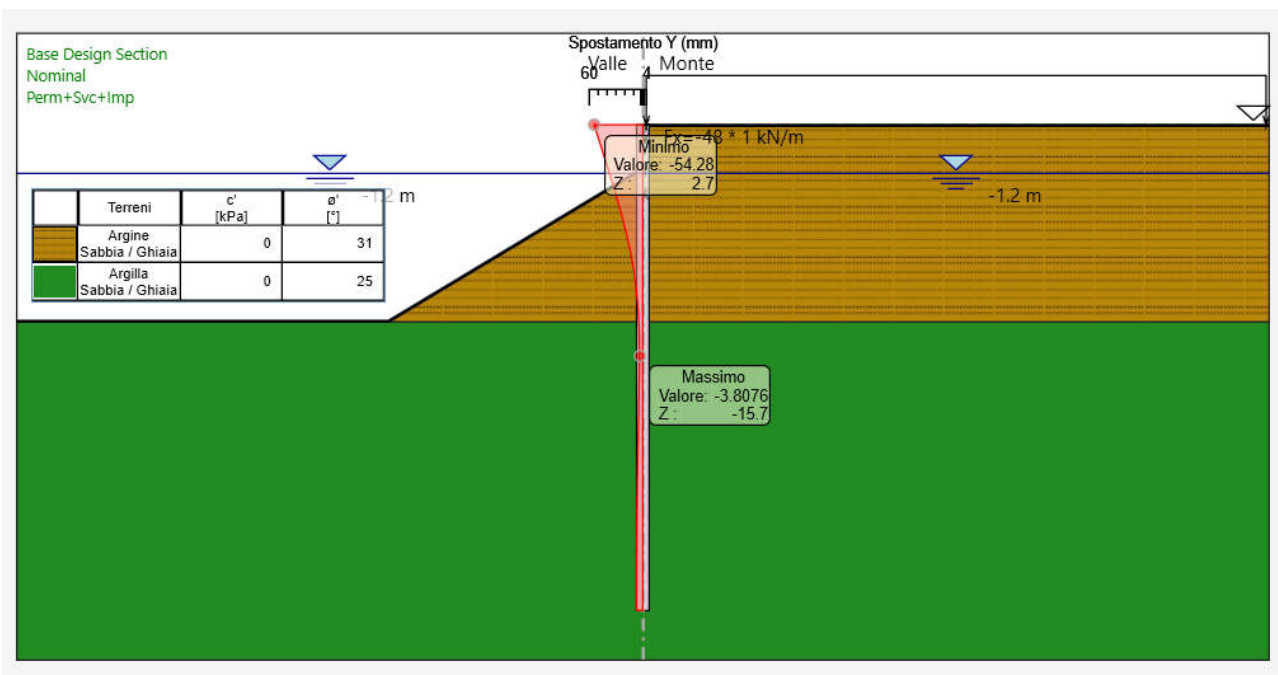 Spostamento Y (mm)
Base Design Section
Valle Monte
60 4
Nominal
Perm+Svc+Imp
Fx=-48 * 1 kN/m
Minimo
Valore: -54.28
Z : 2.7
-1.2 m
-1.2 m
Terreni c' [kPa] ø' [°]
Argine
Sabbia / Ghiaia 0 31
Argilla
Sabbia / Ghiaia 0 25
Massimo
Valore: -3.8076
Z : -15.7